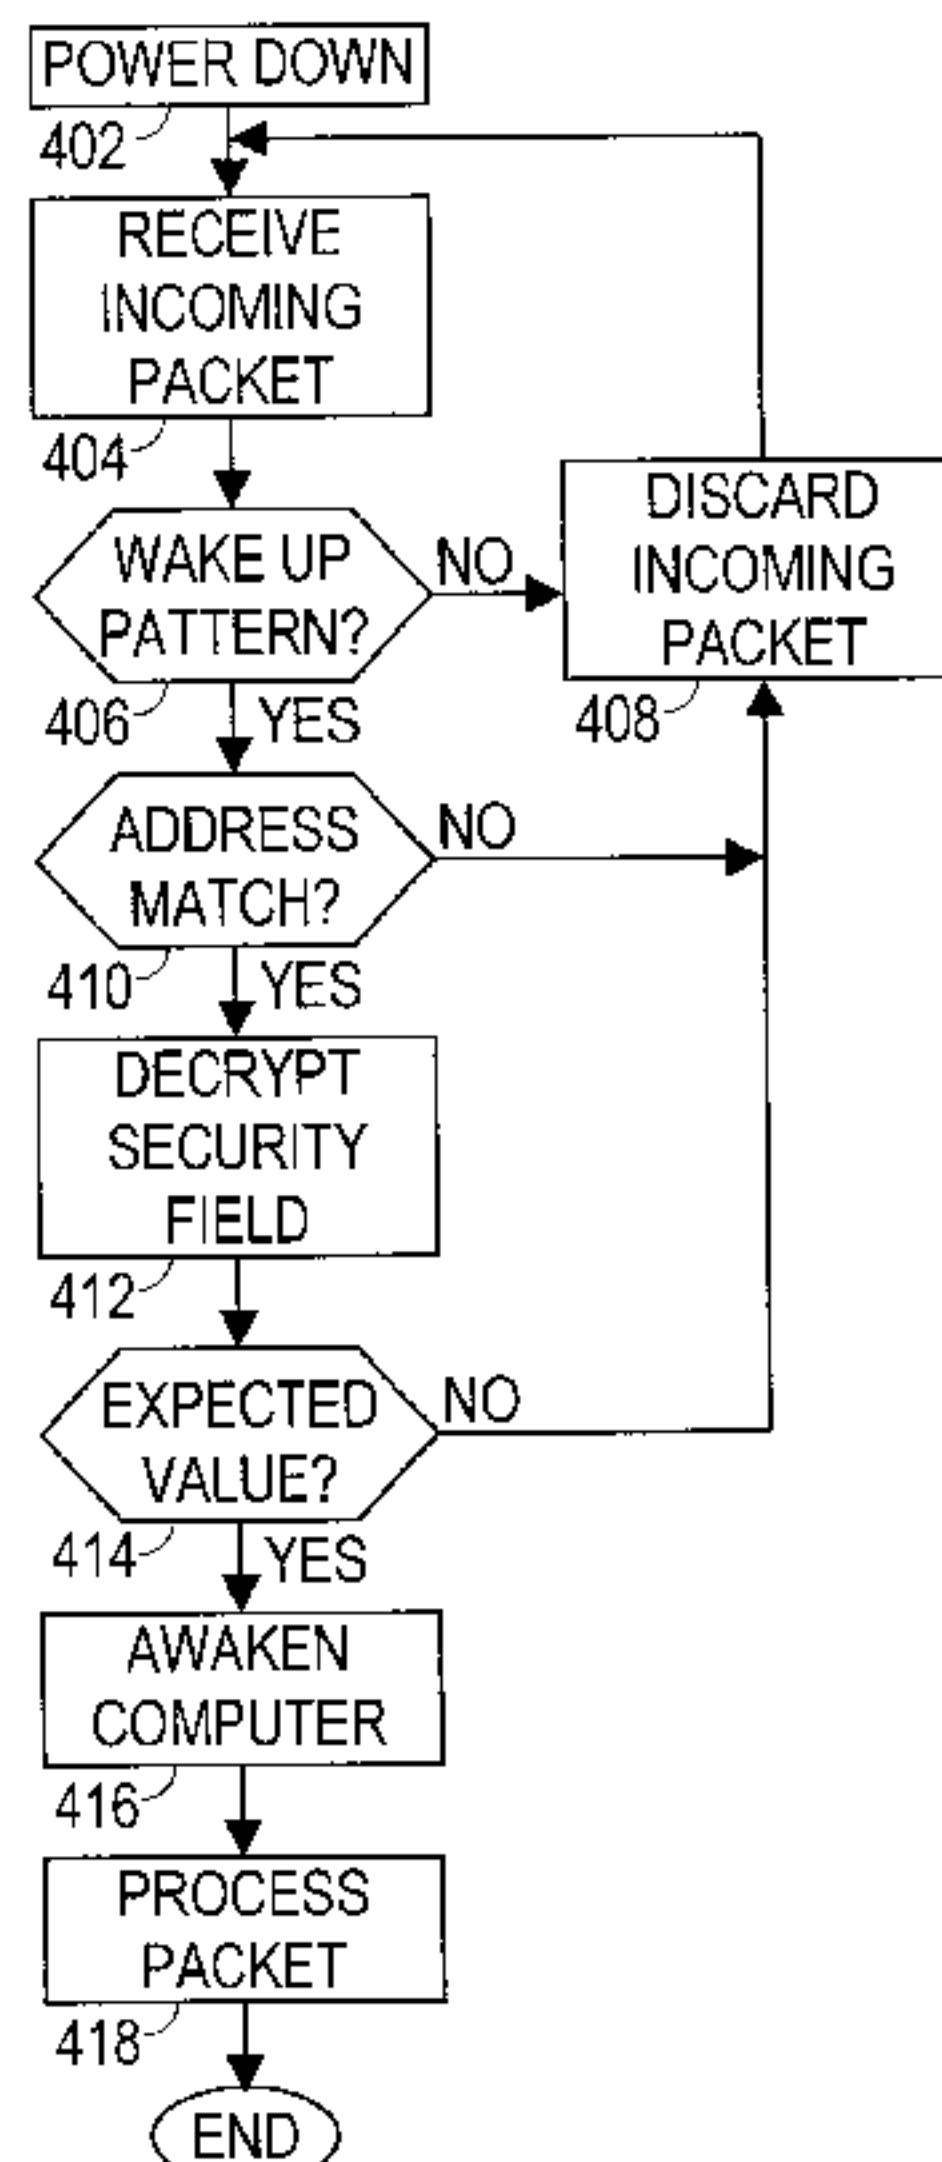 POWER DOWN
402
RECEIVE
INCOMING
PACKET
404
WAKE UP
PATTERN?
406
NO
YES
DISCARD
INCOMING
PACKET
408
ADDRESS
MATCH?
410
NO
YES
DECRYPT
SECURITY
FIELD
412
EXPECTED
VALUE?
414
NO
YES
AWAKEN
COMPUTER
416
PROCESS
PACKET
418
END